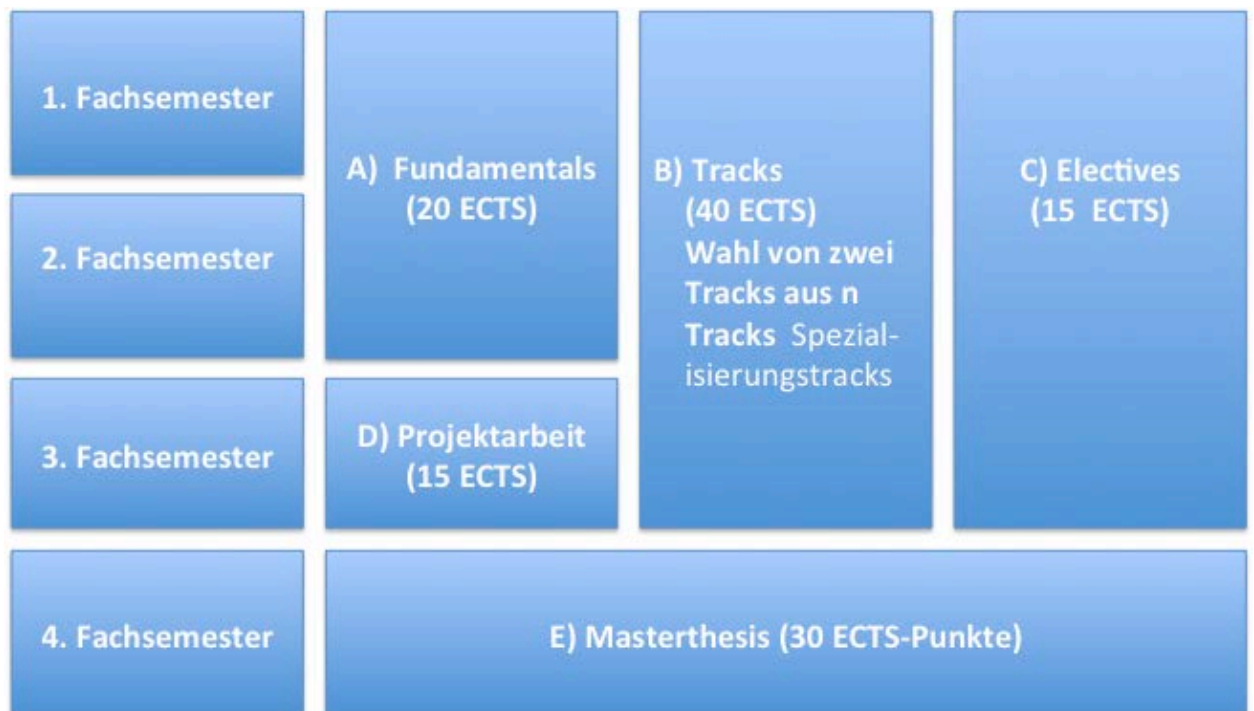 1. Fachsemester
A) Fundamentals
(20 ECTS)
B) Tracks
(40 ECTS)
Wahl von zwei
Tracks aus n
Tracks Spezial-
isierungstracks
C) Electives
(15 ECTS)
2. Fachsemester
3. Fachsemester
D) Projektarbeit
(15 ECTS)
4. Fachsemester
E) Masterthesis (30 ECTS-Punkte)